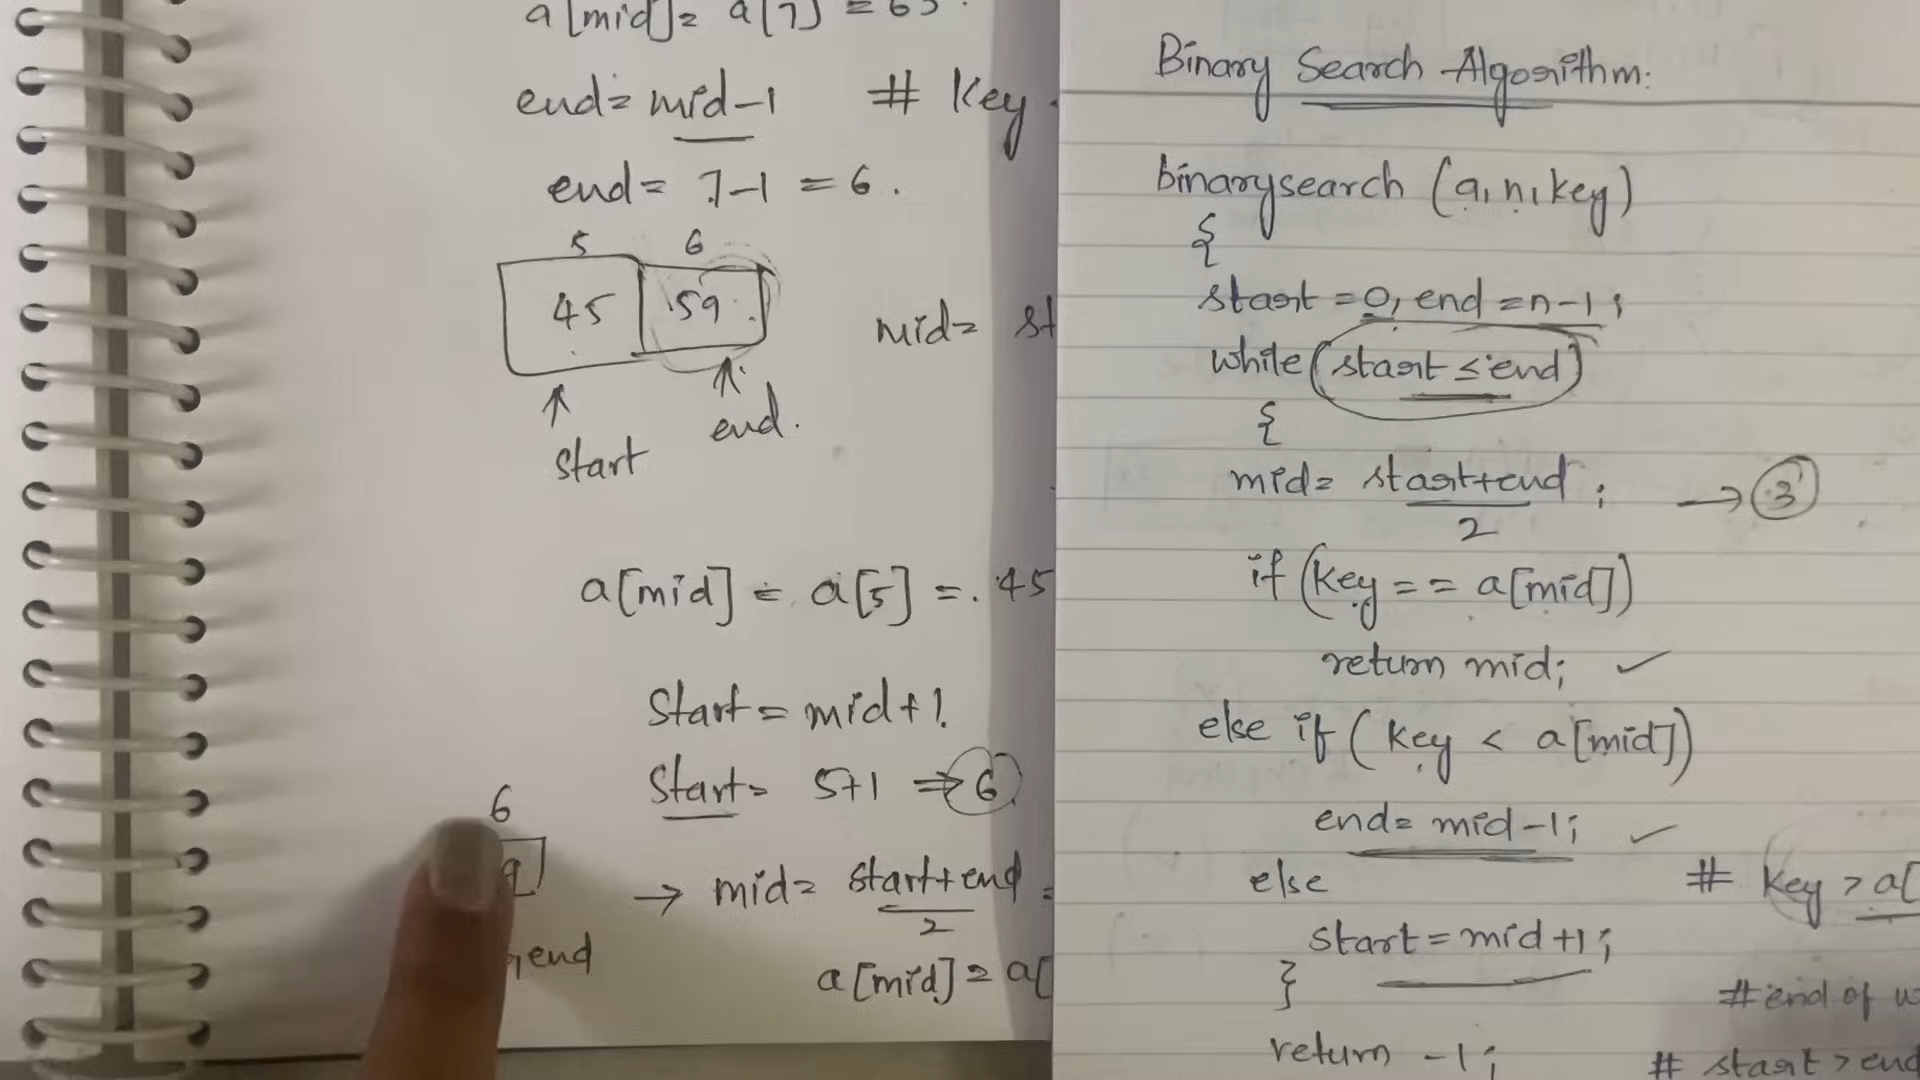 a[mid]= a[7] = 63.
end= mid-1 # key
end= 7-1 = 6.
5 6
45 59
mid=
start
end.
a[mid] = a[5] = 45
start = mid+1.
start= 5+1 ⇒ 6
6
9
→ mid= start+end =
2
,end
a[mid] = a[
Binary Search Algorithm:
binarysearch (a, n, key)
{
start = 0, end = n-1;
while (start ≤ end)
{
mid= start+end ; → 3
2
if (key == a[mid])
return mid; ✓
else if (key < a[mid])
end= mid-1; ✓
else # key > a[
start = mid+1;
} # end of w
return -1; # start > end